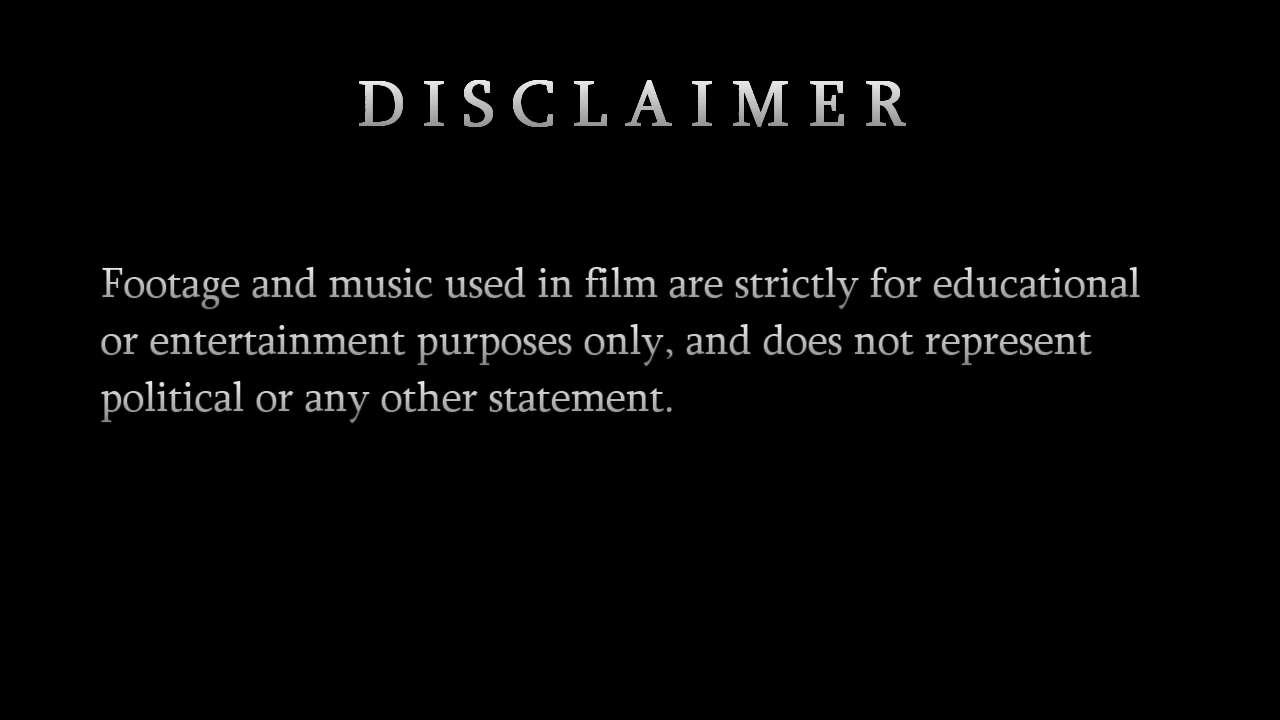 DISCLAIMER
Footage and music used in film are strictly for educational
or entertainment purposes only, and does not represent
political or any other statement.